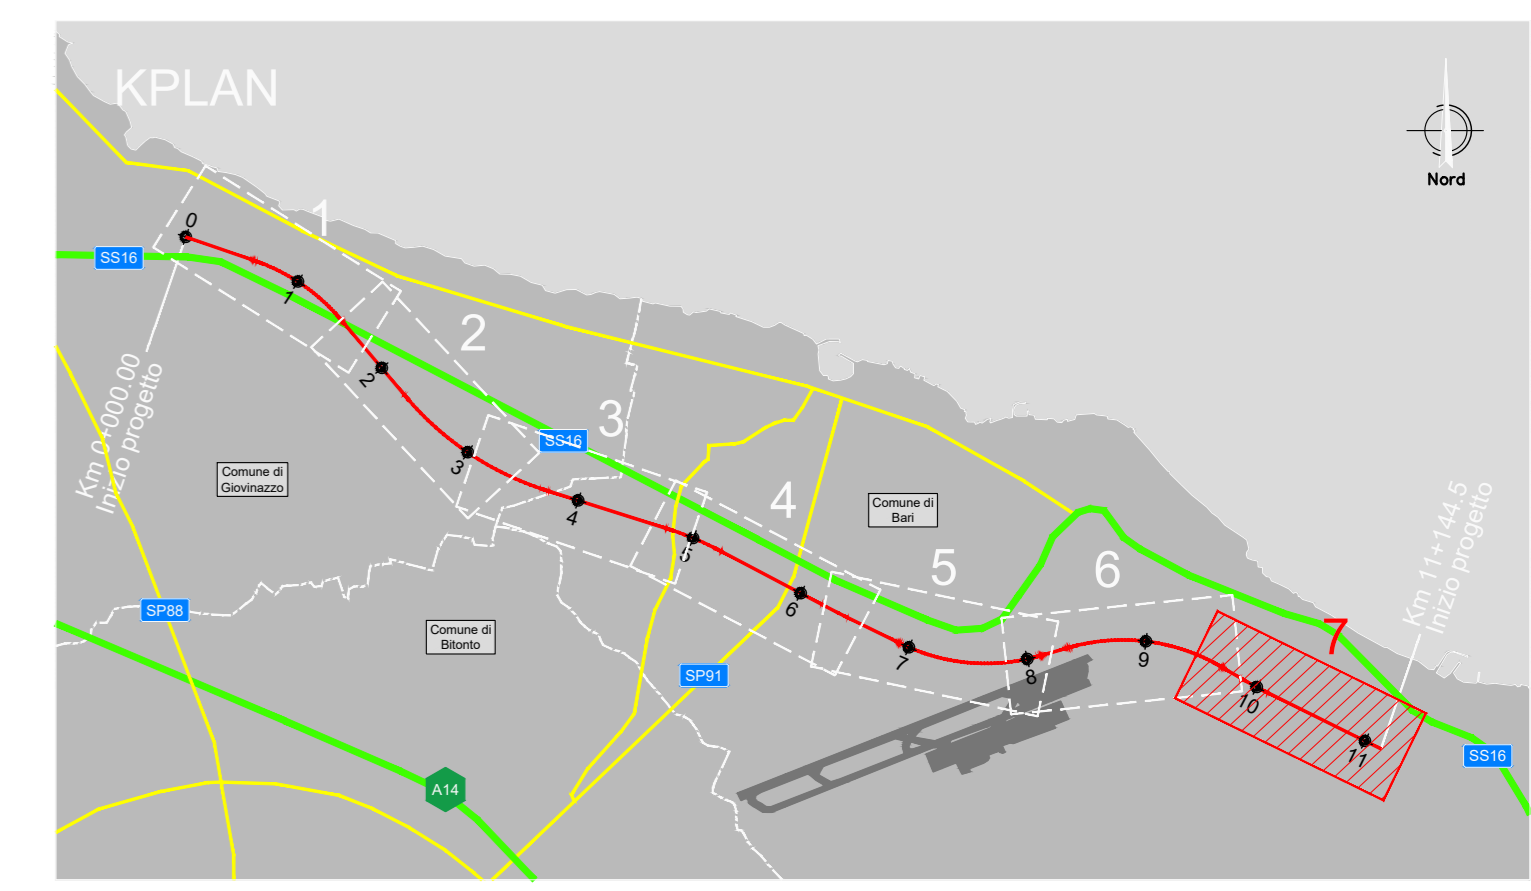 KPLAN
Nord
0
1
SS16
1
2
2
Km 0+000.00
Inizio progetto
3
SS16
3
Comune di
Giovinazzo
4
4
Comune di
Bari
5
5
6
Km 11+144.5
Inizio progetto
SP88
6
Comune di
Bitonto
7
7
8
9
SP91
10
11
SS16
A14